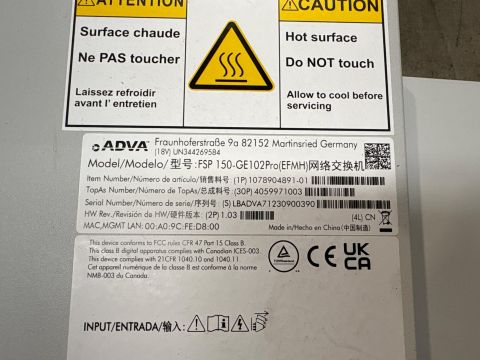 ATTENTION
Surface chaude
Ne PAS toucher
Laissez refroidir
avant l' entretien
CAUTION
Hot surface
Do NOT touch
Allow to cool before
servicing
ADVA Fraunhoferstraße 9a 82152 Martinsried Germany
(18V) UN344269584
Model/Modelo/型号:FSP 150-GE102Pro(EFMH)网络交换机
Item Number/Número de artículo/销售料号: (1P)1078904891-01
TopAs Number/Número de TopAs/总成料号: (30P) 4059971003
Serial Number/Número de serie/序列号: (S)LBADVA71230900390
HW Rev./Revisión de HW/硬件版本: (2P)1.03
(4L) CN
MAC,MGMT LAN: 00:A0:9C:FE:D8:00
Made in/Hecho en China(中国制造)
This device conforms to FCC rules CFR 47 Part 15 Class B.
This class B digital apparatus complies with Canadian ICES-003.
This device complies with 21CFR 1040.10 and 1040.11.
Cet appareil numérique de la classe B est conforme à la norme
NMB-003 du Canada.
CE UK
CA
INPUT/ENTRADA/输入: